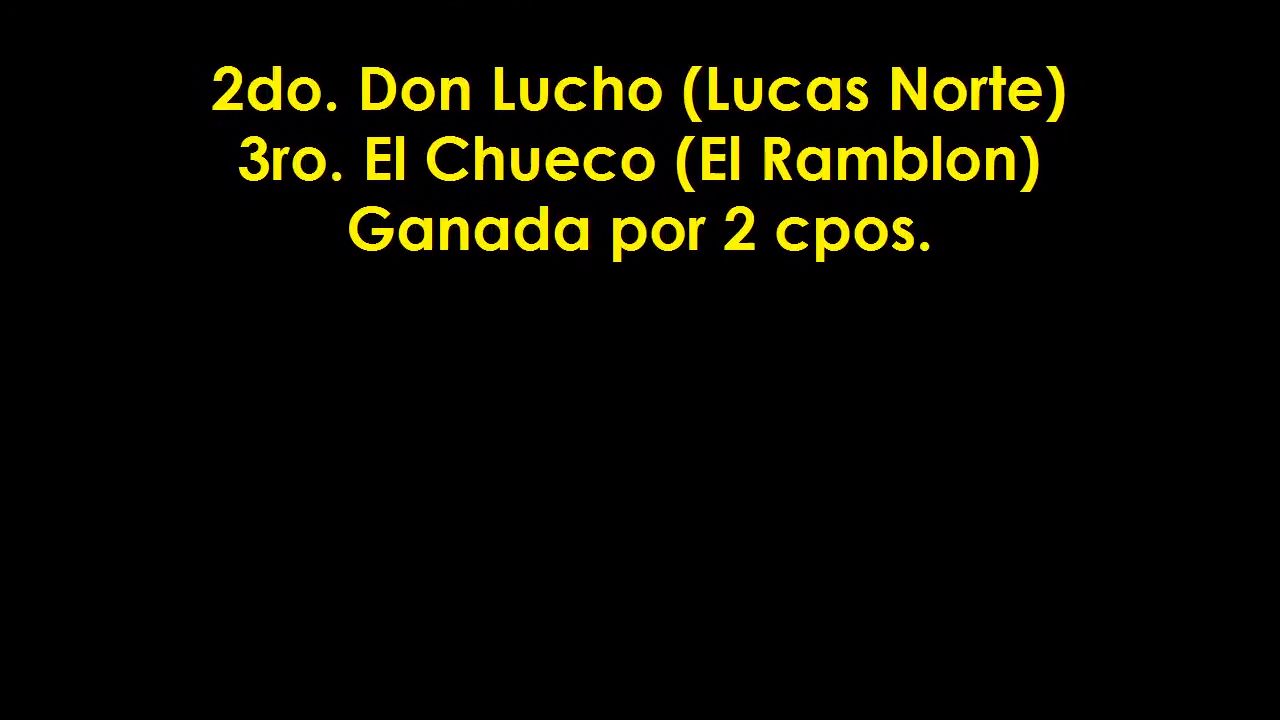 2do. Don Lucho (Lucas Norte)
3ro. El Chueco (El Ramblon)
Ganada por 2 cpos.